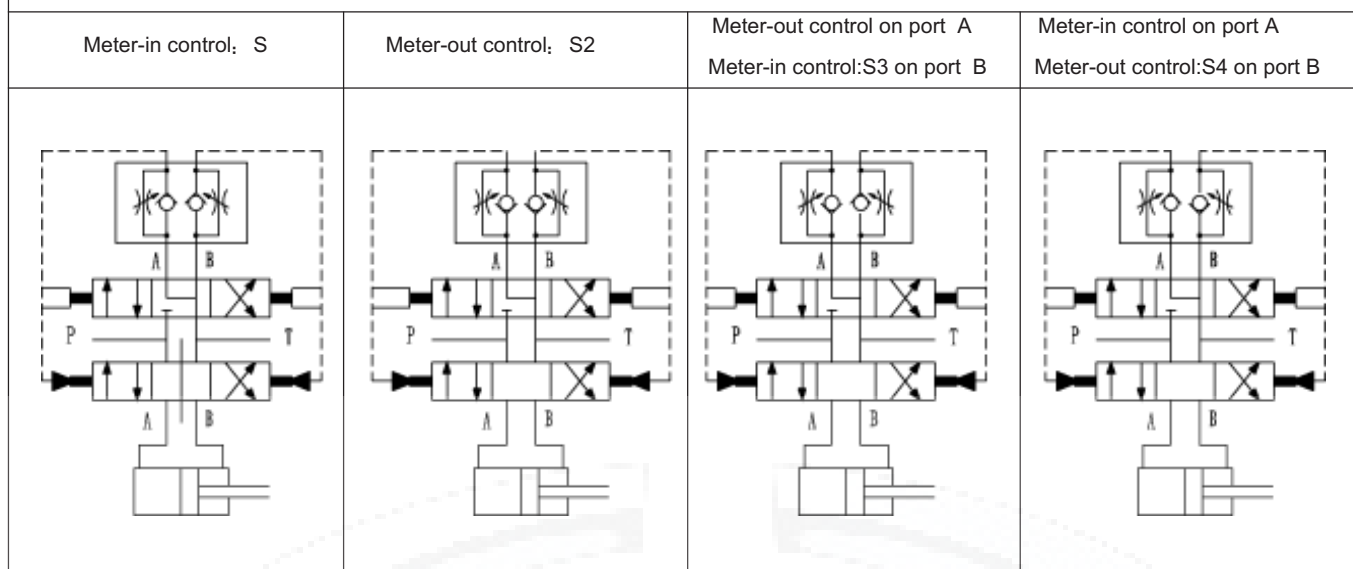 Meter-in control：S
Meter-out control：S2
Meter-out control on port A
Meter-in control:S3 on port B
Meter-in control on port A
Meter-out control:S4 on port B
A B
P T
A B
A B
P T
A B
A B
P T
A B
A B
P T
A B